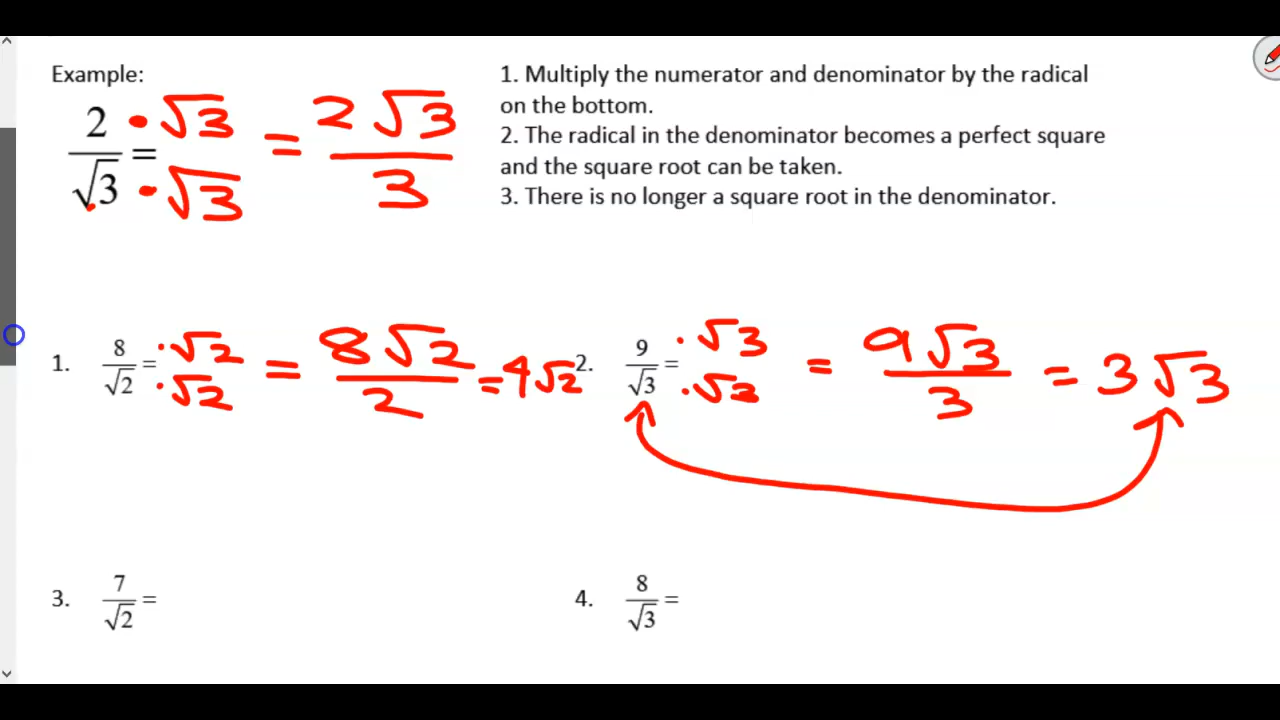 Example:
2/√3 = • √3 / • √3 = 2√3/3
1. Multiply the numerator and denominator by the radical
on the bottom.
2. The radical in the denominator becomes a perfect square
and the square root can be taken.
3. There is no longer a square root in the denominator.
1. 8/√2 = ·√2 / ·√2 = 8√2/2 = 4√2
2. 9/√3 = ·√3 / ·√3 = 9√3/3 = 3√3
3. 7/√2 =
4. 8/√3 =